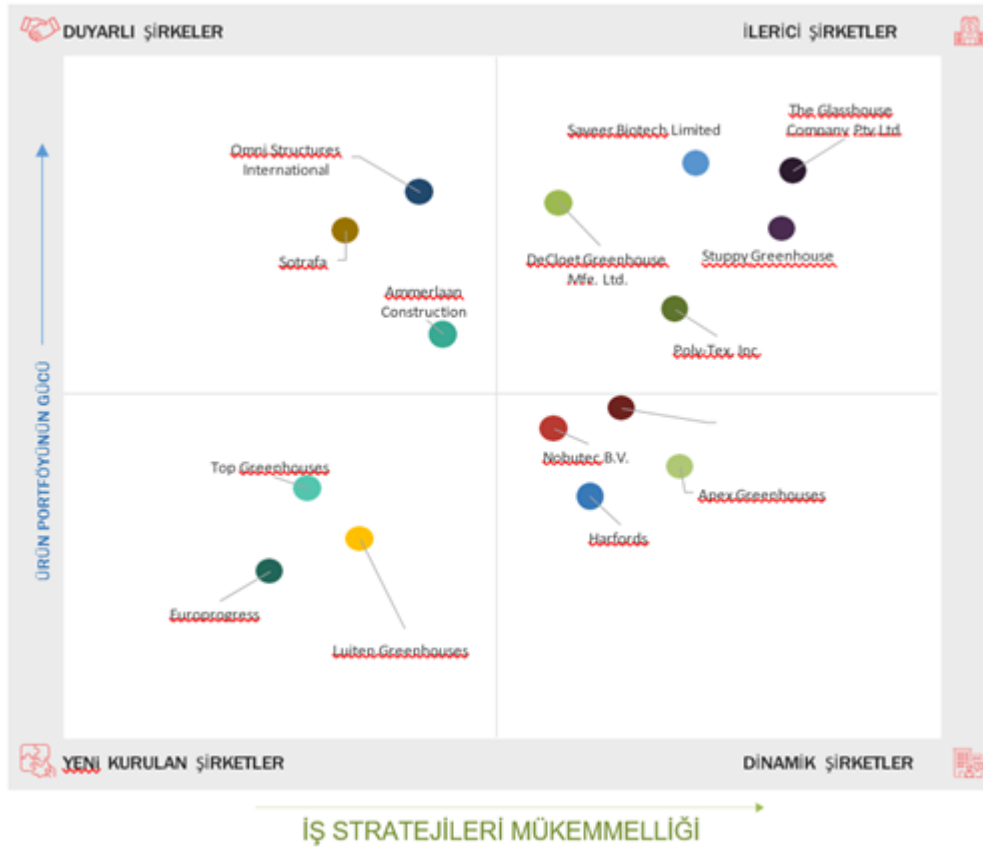 DUYARLI ŞİRKELER
İLERİCİ ŞİRKETLER
The Glasshouse
Company Pty Ltd.
Saveer Biotech Limited
Omni Structures
International
Sotrafa
DeCloet Greenhouse
Mfe. Ltd.
Stuppy Greenhouse
Ammerlaan
Construction
Poly-Tex, Inc.
ÜRÜN PORTFÖYÜNÜN GÜCÜ
Nobutec B.V.
Top Greenhouses
Apex Greenhouses
Harfords
Europrogress
Luiten Greenhouses
YENİ KURULAN ŞİRKETLER
DİNAMİK ŞİRKETLER
İŞ STRATEJİLERİ MÜKEMMELLİĞİ